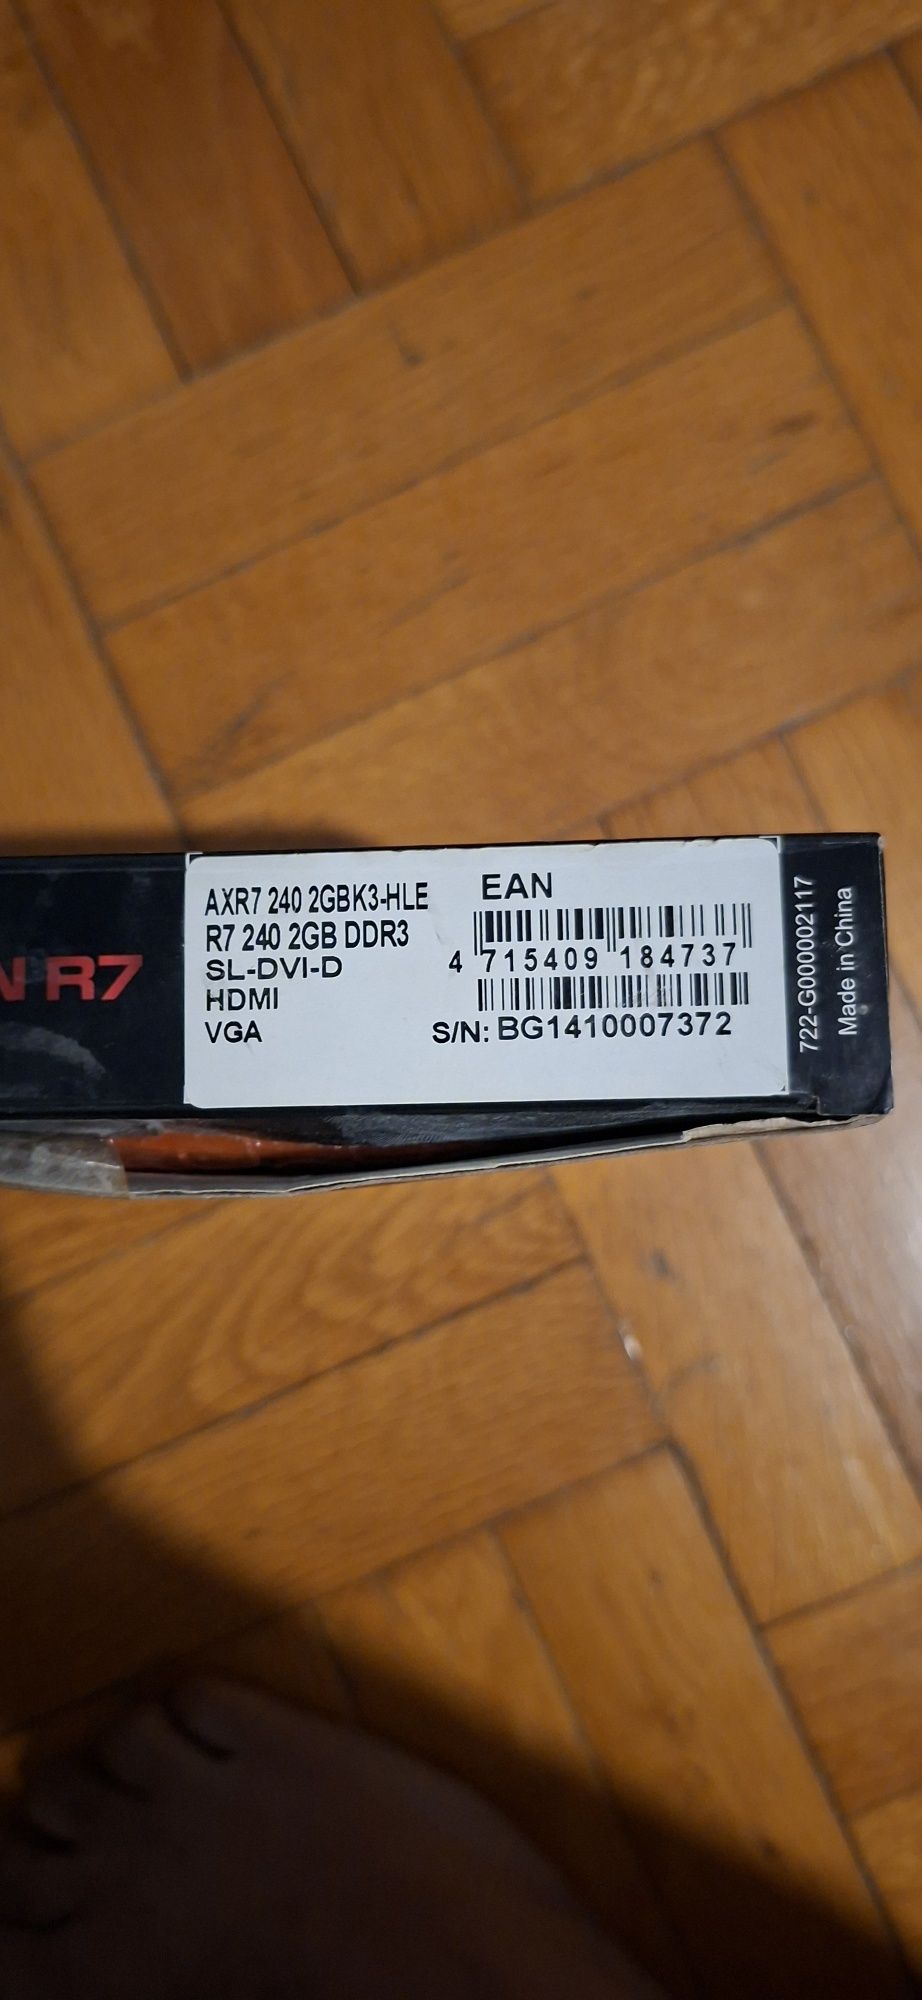 N R7
AXR7 240 2GBK3-HLE
R7 240 2GB DDR3
SL-DVI-D
HDMI
VGA
EAN
4 715409 184737
S/N: BG1410007372
722-G000002117
Made in China